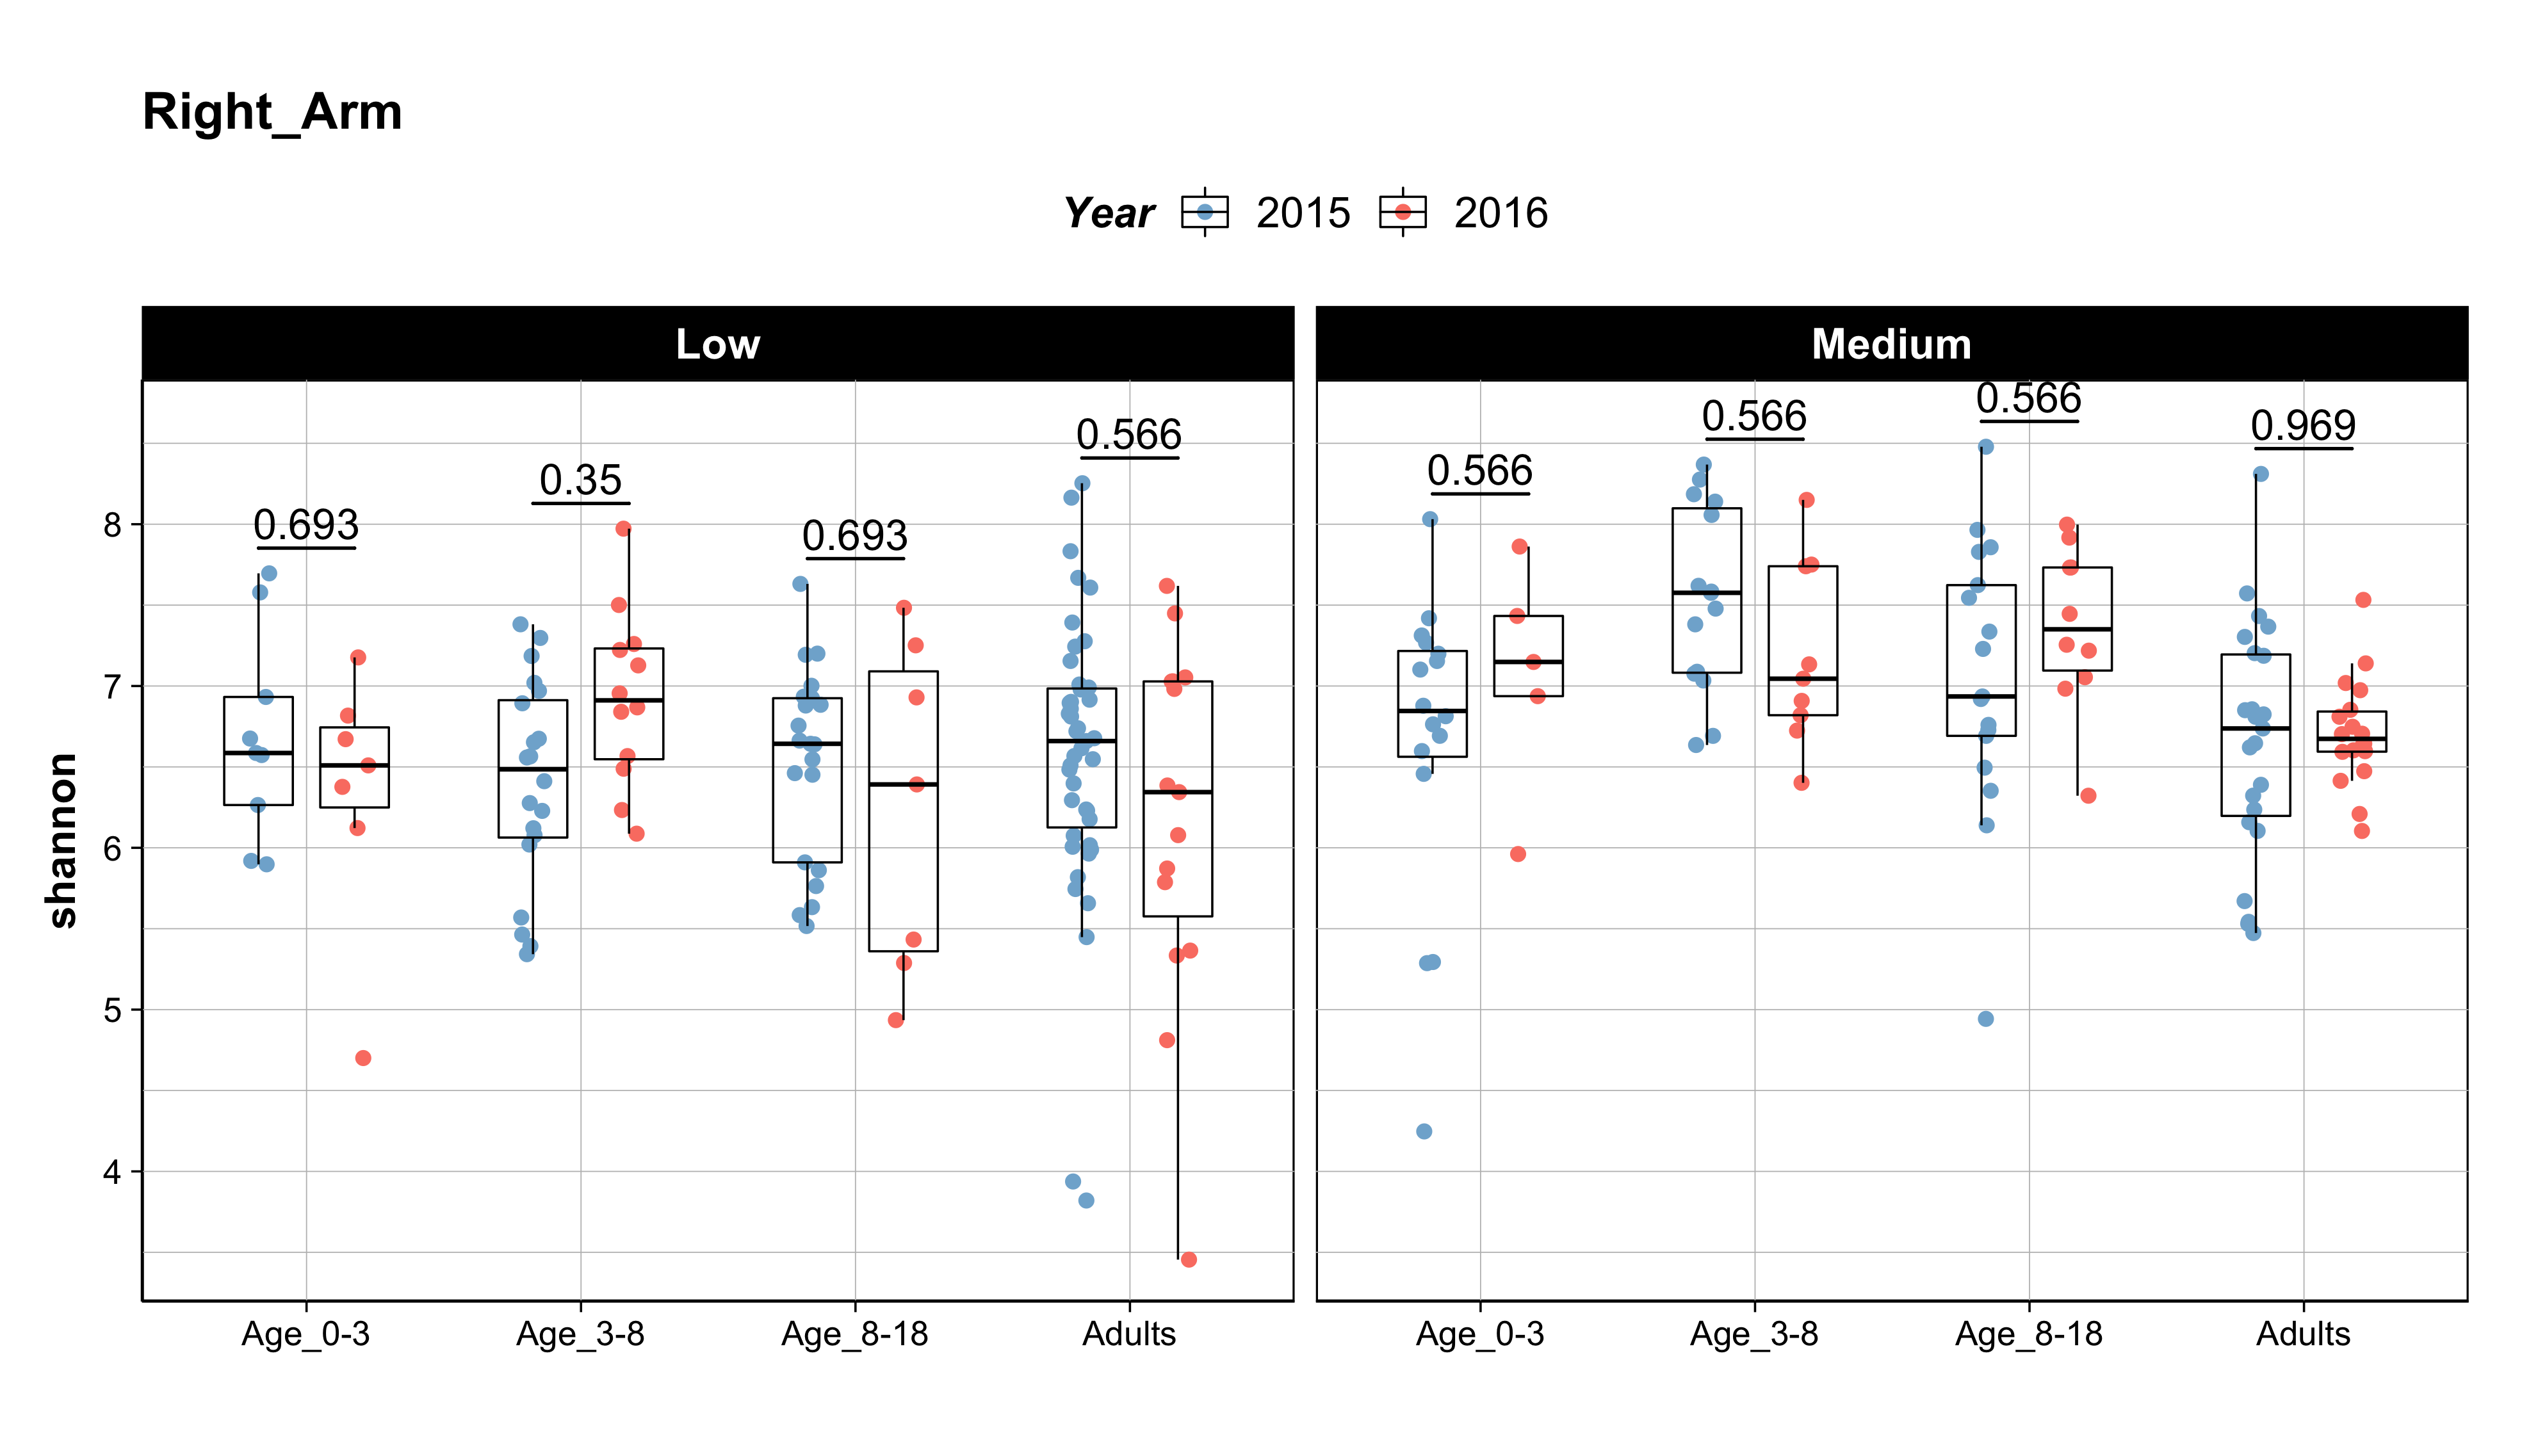 Right_Arm
Year 2015 2016
Low Medium
0.693 0.35 0.693 0.566 0.566 0.566 0.566 0.969
shannon
8
7
6
5
4
Age_0-3 Age_3-8 Age_8-18 Adults Age_0-3 Age_3-8 Age_8-18 Adults